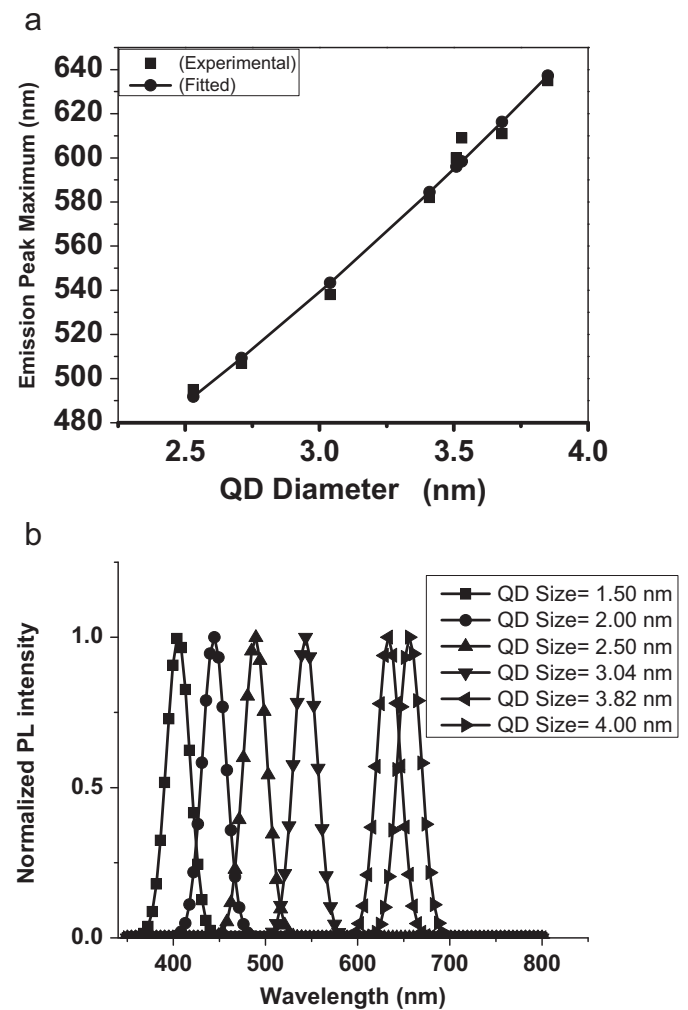 a
(Experimental)
(Fitted)
640
620
600
580
560
540
520
500
480
Emission Peak Maximum (nm)
2.5 3.0 3.5 4.0
QD Diameter (nm)
b
QD Size= 1.50 nm
QD Size= 2.00 nm
QD Size= 2.50 nm
QD Size= 3.04 nm
QD Size= 3.82 nm
QD Size= 4.00 nm
1.0
0.5
0.0
Normalized PL intensity
400 500 600 700 800
Wavelength (nm)